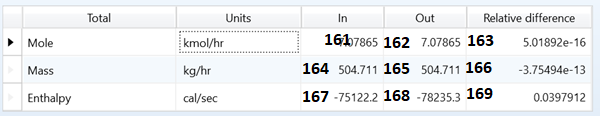 Total Units In Out Relative difference
Mole kmol/hr 161 7.07865 162 7.07865 163 5.01892e-16
Mass kg/hr 164 504.711 165 504.711 166 -3.75494e-13
Enthalpy cal/sec 167 -75122.2 168 -78235.3 169 0.0397912